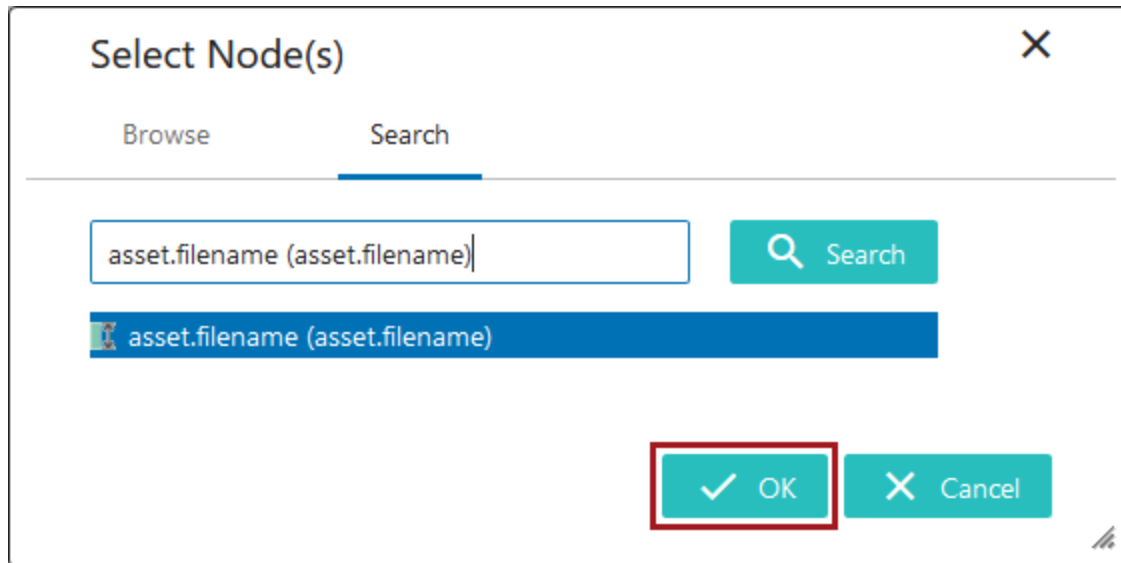 Select Node(s)
Browse Search
asset.filename (asset.filename)
Search
asset.filename (asset.filename)
OK Cancel